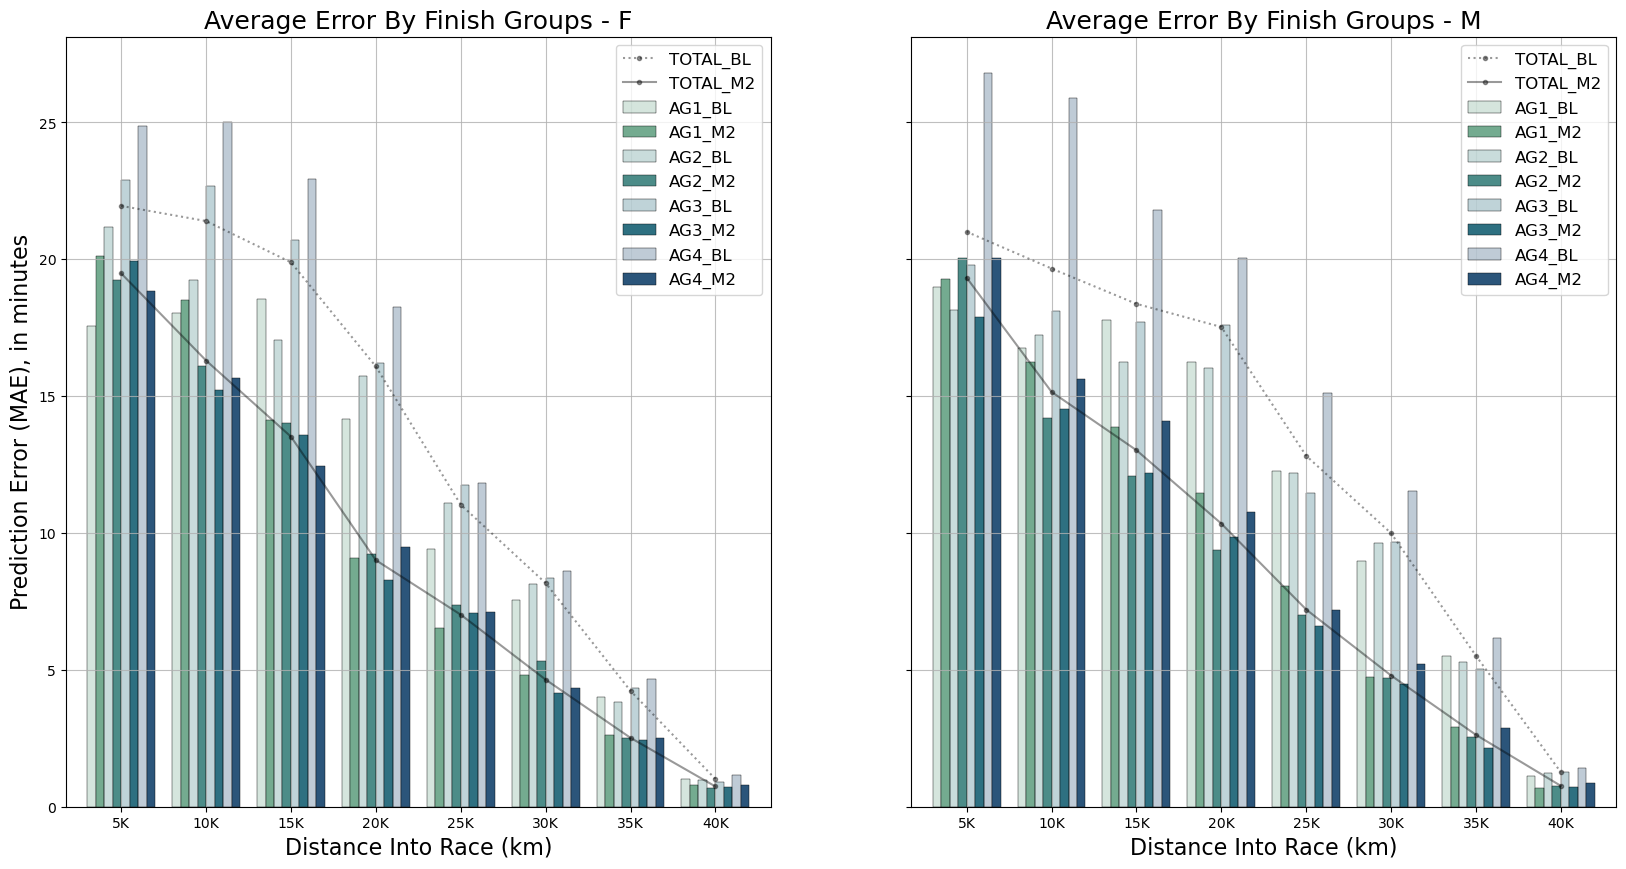 Average Error By Finish Groups - F
Prediction Error (MAE), in minutes
25
20
15
10
5
0
TOTAL_BL
TOTAL_M2
AG1_BL
AG1_M2
AG2_BL
AG2_M2
AG3_BL
AG3_M2
AG4_BL
AG4_M2
5K 10K 15K 20K 25K 30K 35K 40K
Distance Into Race (km)
Average Error By Finish Groups - M
TOTAL_BL
TOTAL_M2
AG1_BL
AG1_M2
AG2_BL
AG2_M2
AG3_BL
AG3_M2
AG4_BL
AG4_M2
5K 10K 15K 20K 25K 30K 35K 40K
Distance Into Race (km)